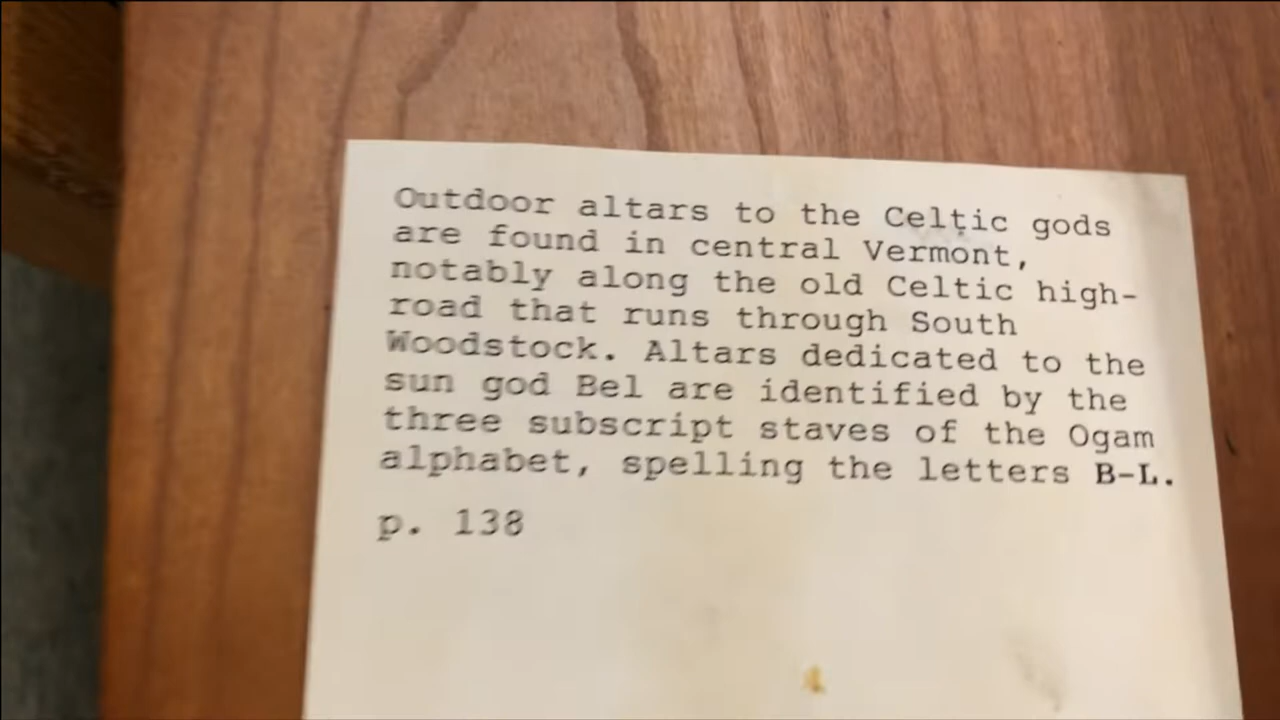 Outdoor altars to the Celtic gods
are found in central Vermont,
notably along the old Celtic high-
road that runs through South
Woodstock. Altars dedicated to the
sun god Bel are identified by the
three subscript staves of the Ogam
alphabet, spelling the letters B-L.
p. 138